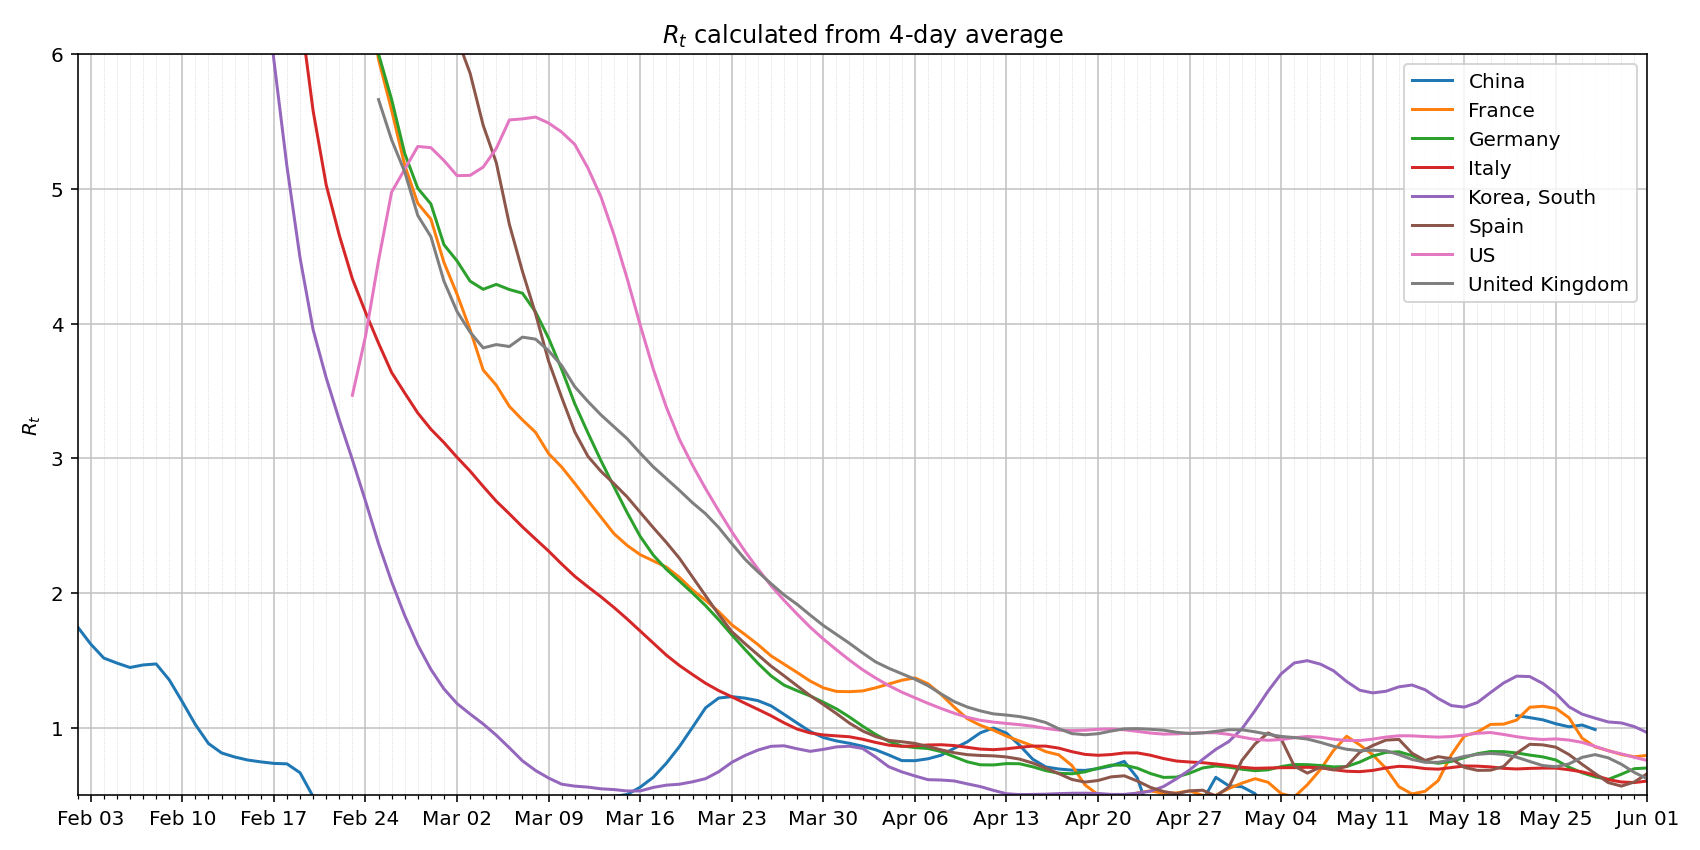 R_t calculated from 4-day average
6
5
4
3
2
1
R_t
China
France
Germany
Italy
Korea, South
Spain
US
United Kingdom
Feb 03 Feb 10 Feb 17 Feb 24 Mar 02 Mar 09 Mar 16 Mar 23 Mar 30 Apr 06 Apr 13 Apr 20 Apr 27 May 04 May 11 May 18 May 25 Jun 01